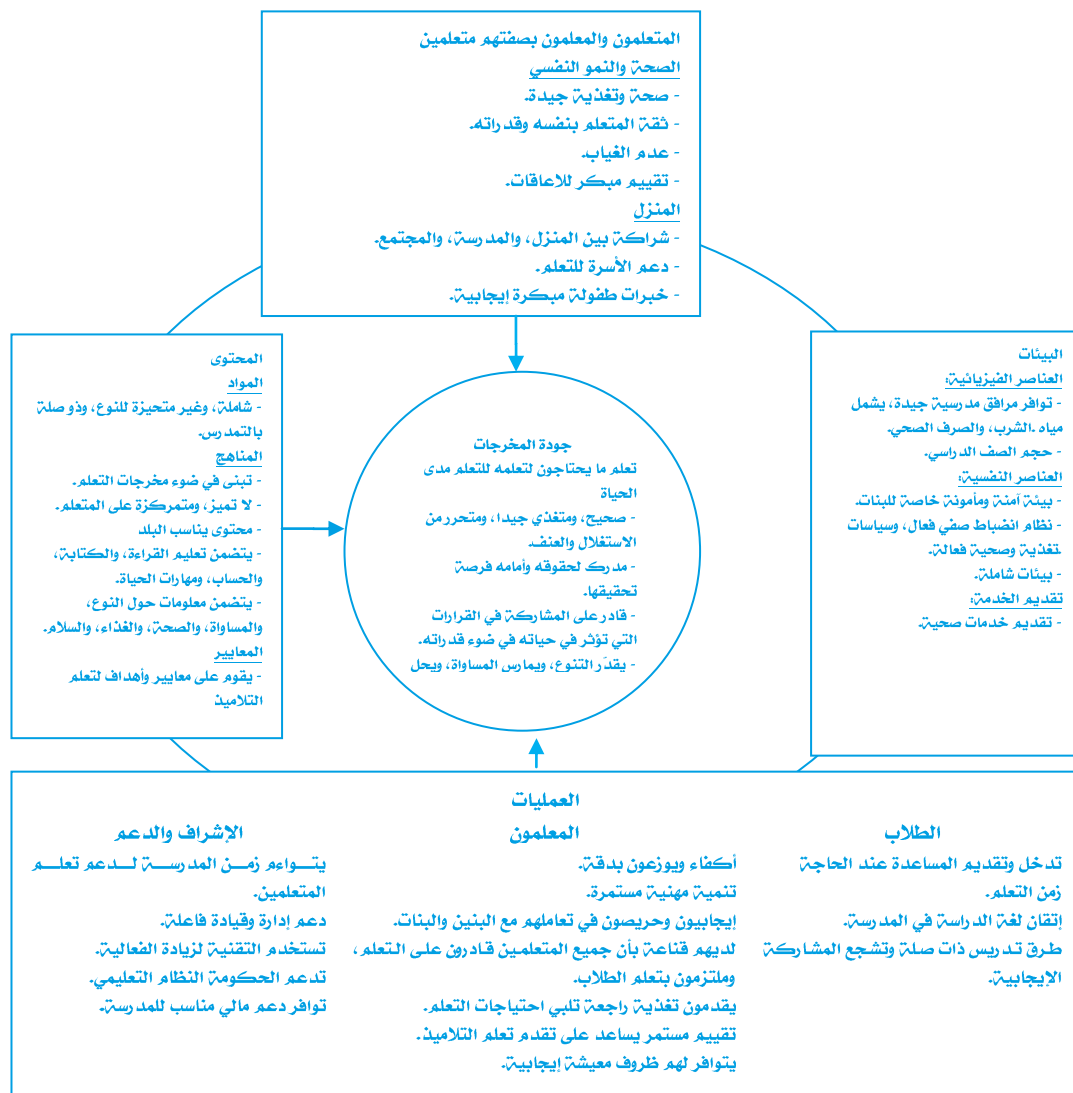 المتعلمون والمعلمون بصفتهم متعلمين
الصحة والنمو النفسي
- صحة وتغذية جيدة.
- ثقة المتعلم بنفسه وقدراته.
- عدم الغياب.
- تقييم مبكر للاعاقات.
المنزل
- شراكة بين المنزل، والمدرسة، والمجتمع.
- دعم الأسرة للتعلم.
- خبرات طفولة مبكرة إيجابية.
البيئات
العناصر الفيزيائية:
- توافر مرافق مدرسية جيدة، يشمل
مياه .الشرب، والصرف الصحي.
- حجم الصف الدراسي.
العناصر النفسية:
- بيئة آمنة ومأمونة خاصة للبنات.
- نظام انضباط صفي فعال، وسياسات
.تغذية وصحية فعالة.
- بيئات شاملة.
تقديم الخدمة:
- تقديم خدمات صحية.
جودة المخرجات
تعلم ما يحتاجون لتعلمه للتعلم مدى
الحياة
- صحيح، ومتغذي جيدا، ومتحرر من
الاستغلال والعنف.
- مدرك لحقوقه وأمامه فرصة
تحقيقها.
- قادر على المشاركة في القرارات
التي تؤثر في حياته في ضوء قدراته.
- يقدّر التنوع، ويمارس المساواة، ويحل
المحتوى
المواد
- شاملة، وغير متحيزة للنوع، وذو صلة
بالتمدرس.
المناهج
- تبنى في ضوء مخرجات التعلم.
- لا تميز، ومتمركزة على المتعلم.
- محتوى يناسب البلد
- يتضمن تعليم القراءة، والكتابة،
والحساب، ومهارات الحياة.
- يتضمن معلومات حول النوع،
والمساواة، والصحة، والغذاء، والسلام.
المعايير
- يقوم على معايير وأهداف لتعلم
التلاميذ
العمليات
الطلاب
تدخل وتقديم المساعدة عند الحاجة
زمن التعلم.
إتقان لغة الدراسة في المدرسة.
طرق تدريس ذات صلة وتشجع المشاركة
الإيجابية.
المعلمون
أكفاء ويوزعون بدقة.
تنمية مهنية مستمرة.
إيجابيون وحريصون في تعاملهم مع البنين والبنات.
لديهم قناعة بأن جميع المتعلمين قادرون على التعلم،
وملتزمون بتعلم الطلاب.
يقدمون تغذية راجعة تلبي احتياجات التعلم.
تقييم مستمر يساعد على تقدم تعلم التلاميذ.
يتوافر لهم ظروف معيشة إيجابية.
الإشراف والدعم
يتواءم زمن المدرسة لدعم تعلم
المتعلمين.
دعم إدارة وقيادة فاعلة.
تستخدم التقنية لزيادة الفعالية.
تدعم الحكومة النظام التعليمي.
توافر دعم مالي مناسب للمدرسة.